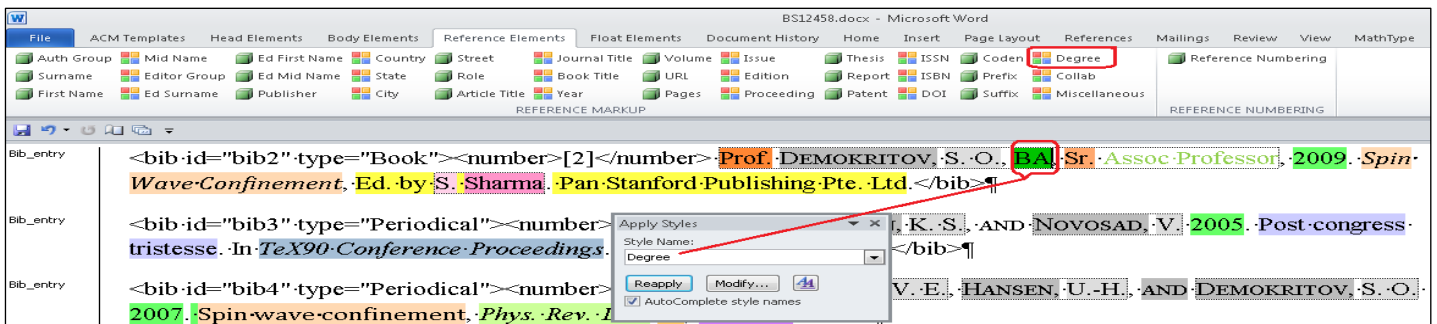 BS12458.docx - Microsoft Word
File ACM Templates Head Elements Body Elements Reference Elements Float Elements Document History Home Insert Page Layout References Mailings Review View MathType
Auth Group Mid Name Ed First Name Country Street Journal Title Volume Issue Thesis ISSN Coden Degree Reference Numbering
Surname Editor Group Ed Mid Name State Role Book Title URL Edition Report ISBN Prefix Collab
First Name Ed Surname Publisher City Article Title Year Pages Proceeding Patent DOI Suffix Miscellaneous
REFERENCE MARKUP REFERENCE NUMBERING
Bib_entry <bib·id="bib2"·type="Book"><number>[2]</number>·Prof.·DEMOKRITOV,·S.·O.,·BA,·Sr.·Assoc·Professor,·2009.·Spin·
Wave·Confinement,·Ed.·by·S.·Sharma.·Pan·Stanford·Publishing·Pte.·Ltd.</bib>¶
Bib_entry <bib·id="bib3"·type="Periodical"><number> ,·K.·S.,·AND·NOVOSAD,·V.·2005.·Post·congress·
tristesse.·In·TeX90·Conference·Proceedings. </bib>¶
Apply Styles
Style Name:
Degree
Reapply Modify...
AutoComplete style names
Bib_entry <bib·id="bib4"·type="Periodical"><number> V.·E.,·HANSEN,·U.-H.,·AND·DEMOKRITOV,·S.·O.·
2007.·Spin-wave·confinement,·Phys.·Rev.